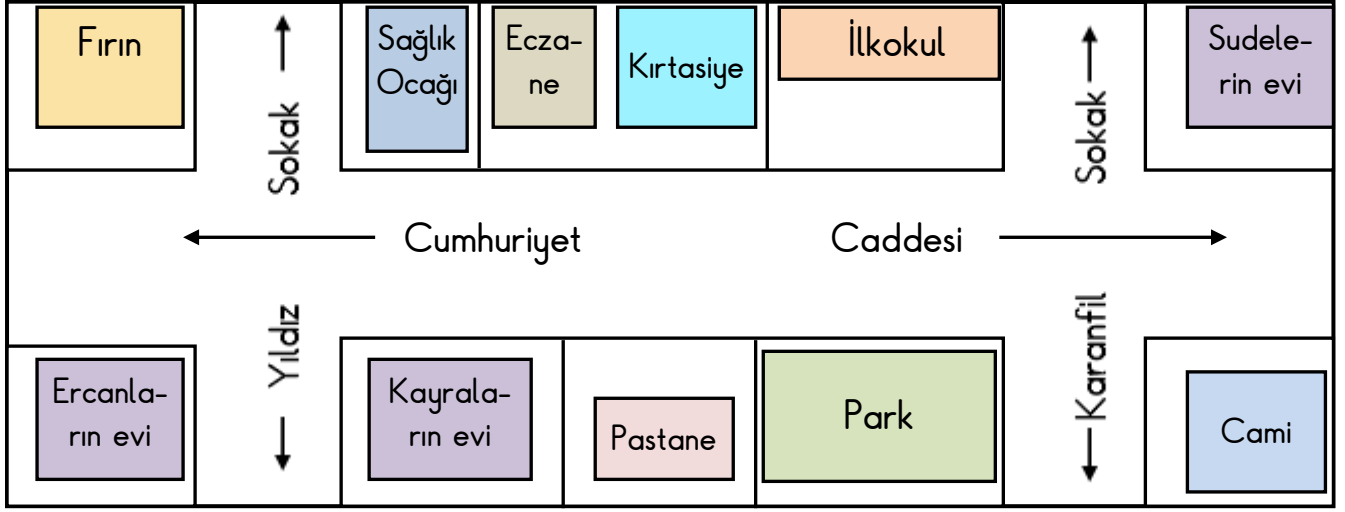 Fırın
Sağlık
Ocağı
Ecza-
ne
Kırtasiye
İlkokul
Sudele-
rin evi
Sokak
Sokak
Cumhuriyet Caddesi
Yıldız
Karanfil
Ercanla-
rın evi
Kayrala-
rın evi
Pastane
Park
Cami